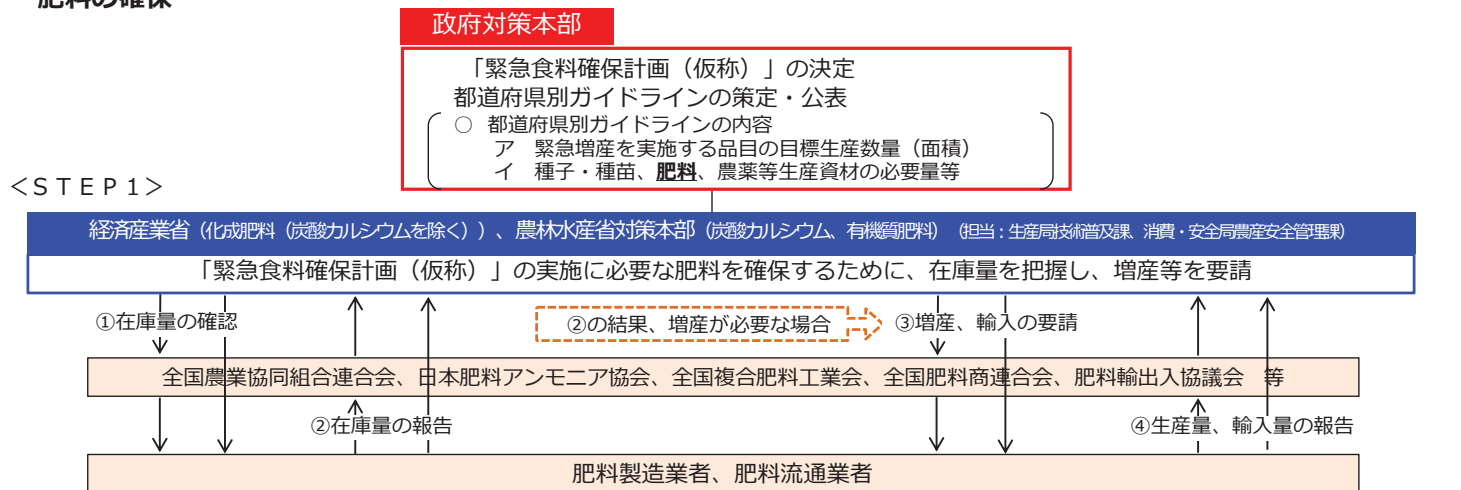 肥料の確保
政府対策本部
「緊急食料確保計画（仮称）」の決定
都道府県別ガイドラインの策定・公表
○ 都道府県別ガイドラインの内容
ア 緊急増産を実施する品目の目標生産数量（面積）
イ 種子・種苗、肥料、農薬等生産資材の必要量等
＜ＳＴＥＰ１＞
経済産業省（化成肥料（炭酸カルシウムを除く））、農林水産省対策本部（炭酸カルシウム、有機質肥料）（担当：生産局技術普及課、消費・安全局農産安全管理課）
「緊急食料確保計画（仮称）」の実施に必要な肥料を確保するために、在庫量を把握し、増産等を要請
①在庫量の確認
②の結果、増産が必要な場合
③増産、輸入の要請
全国農業協同組合連合会、日本肥料アンモニア協会、全国複合肥料工業会、全国肥料商連合会、肥料輸出入協議会 等
②在庫量の報告
④生産量、輸入量の報告
肥料製造業者、肥料流通業者